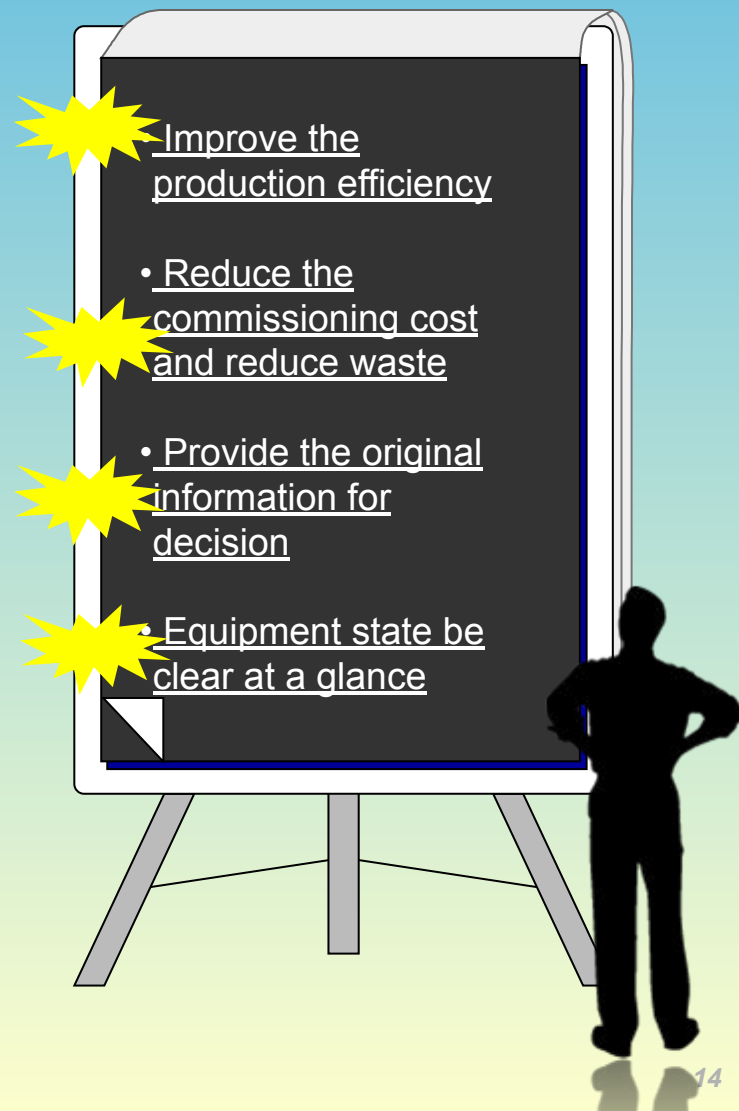 • Improve the
production efficiency
• Reduce the
commissioning cost
and reduce waste
• Provide the original
information for
decision
• Equipment state be
clear at a glance
14